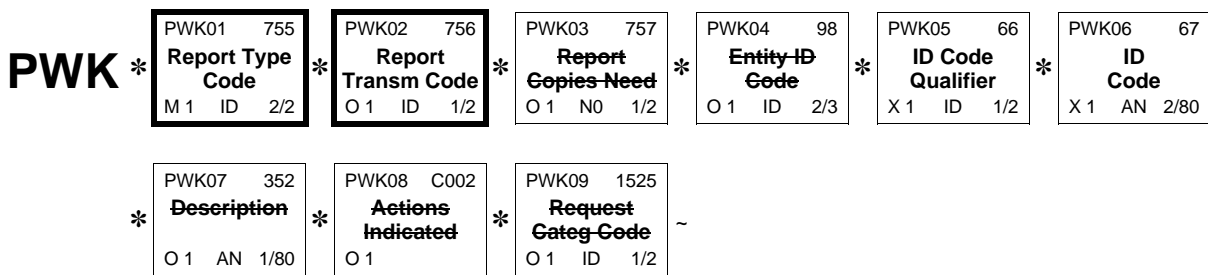 PWK01 755 PWK02 756 PWK03 757 PWK04 98 PWK05 66 PWK06 67
PWK * Report Type * Report * Report * Entity ID * ID Code * ID
Code Transm Code Copies Need Code Qualifier Code
M 1 ID 2/2 O 1 ID 1/2 O 1 N0 1/2 O 1 ID 2/3 X 1 ID 1/2 X 1 AN 2/80
PWK07 352 PWK08 C002 PWK09 1525
* Description * Actions * Request ~
Indicated Categ Code
O 1 AN 1/80 O 1 O 1 ID 1/2